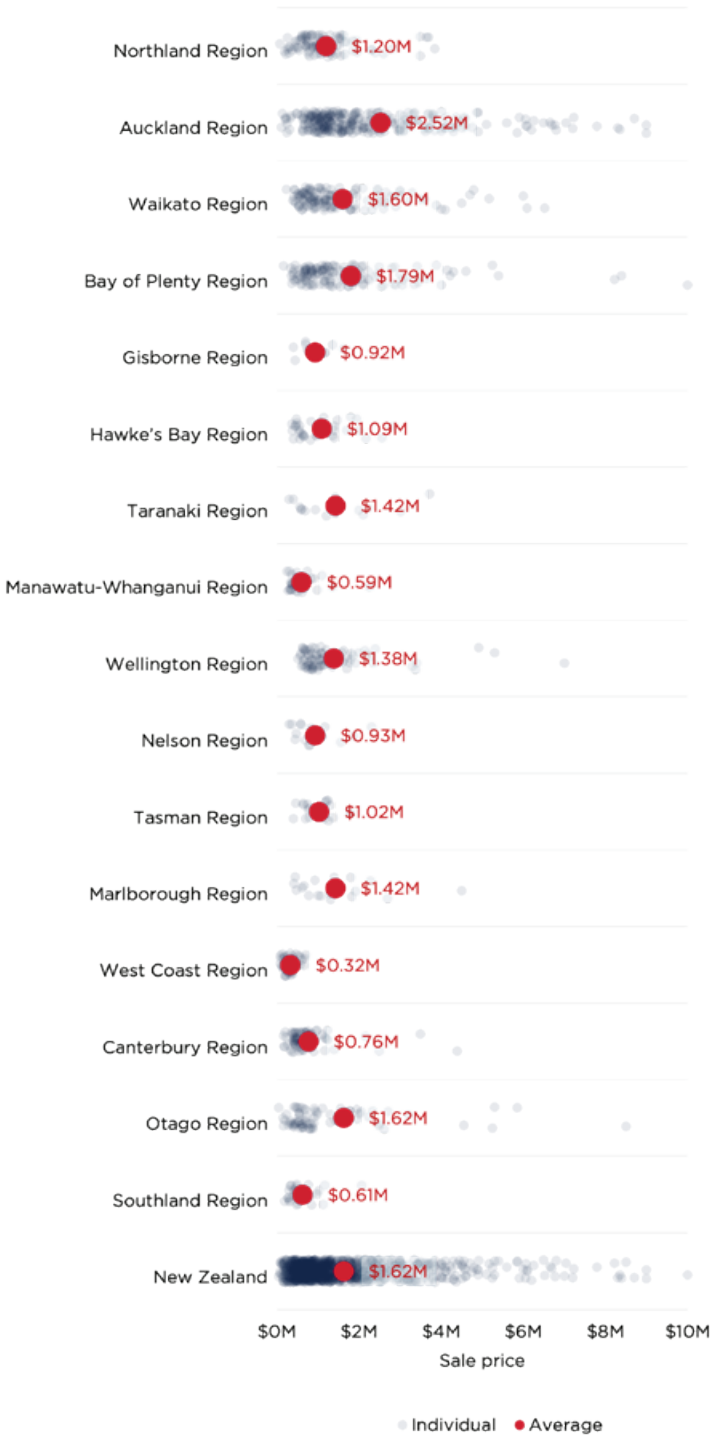 Northland Region $1.20M
Auckland Region $2.52M
Waikato Region $1.60M
Bay of Plenty Region $1.79M
Gisborne Region $0.92M
Hawke's Bay Region $1.09M
Taranaki Region $1.42M
Manawatu-Whanganui Region $0.59M
Wellington Region $1.38M
Nelson Region $0.93M
Tasman Region $1.02M
Marlborough Region $1.42M
West Coast Region $0.32M
Canterbury Region $0.76M
Otago Region $1.62M
Southland Region $0.61M
New Zealand $1.62M
$0M $2M $4M $6M $8M $10M
Sale price
Individual Average